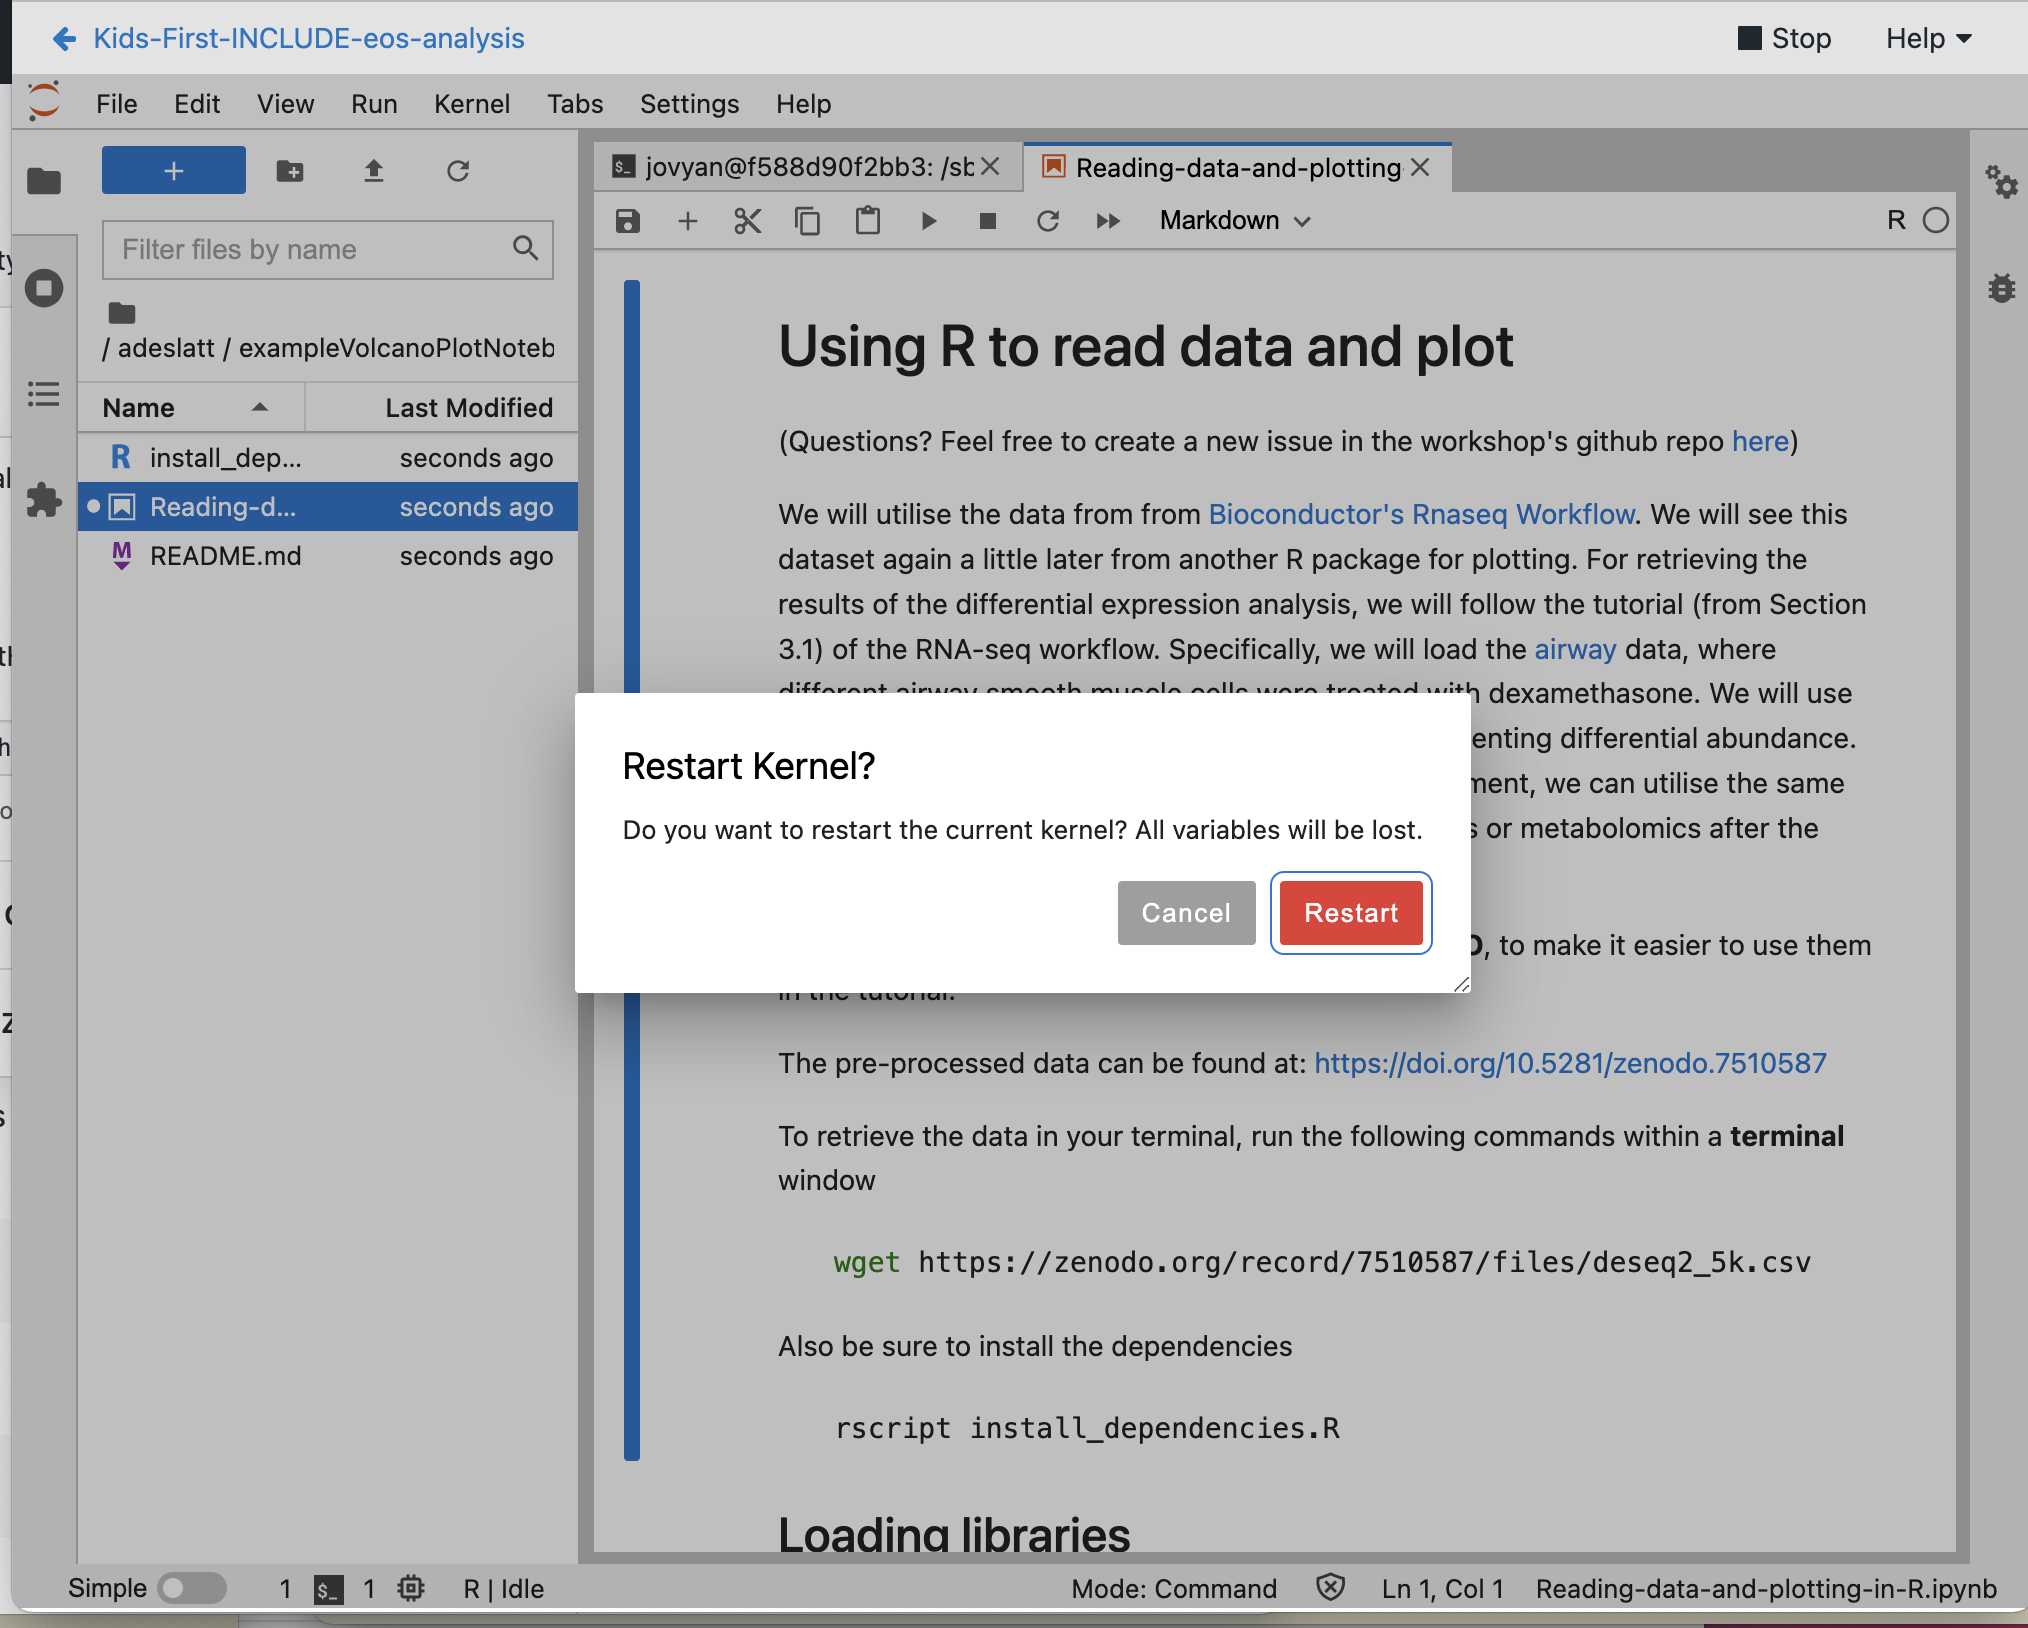 Kids-First-INCLUDE-eos-analysis
Stop
Help
File Edit View Run Kernel Tabs Settings Help
+
jovyan@f588d90f2bb3: /sb
Reading-data-and-plotting
Filter files by name
Markdown
R
/ adeslatt / exampleVolcanoPlotNoteb
Name
Last Modified
install_dep...
seconds ago
Reading-d...
seconds ago
README.md
seconds ago
Using R to read data and plot
(Questions? Feel free to create a new issue in the workshop's github repo here)
We will utilise the data from from Bioconductor's Rnaseq Workflow. We will see this
dataset again a little later from another R package for plotting. For retrieving the
results of the differential expression analysis, we will follow the tutorial (from Section
3.1) of the RNA-seq workflow. Specifically, we will load the airway data, where
different airway smooth muscle cells were treated with dexamethasone. We will use
enting differential abundance.
ment, we can utilise the same
s or metabolomics after the
, to make it easier to use them
in the tutorial.
Restart Kernel?
Do you want to restart the current kernel? All variables will be lost.
Cancel
Restart
The pre-processed data can be found at: https://doi.org/10.5281/zenodo.7510587
To retrieve the data in your terminal, run the following commands within a terminal
window
wget https://zenodo.org/record/7510587/files/deseq2_5k.csv
Also be sure to install the dependencies
rscript install_dependencies.R
Loading libraries
Simple
1
$_
1
R | Idle
Mode: Command
Ln 1, Col 1
Reading-data-and-plotting-in-R.ipynb